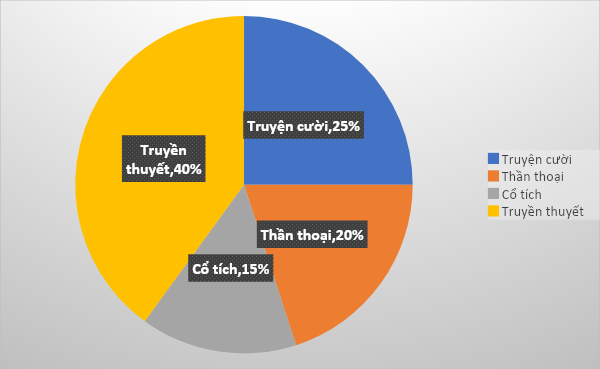 Truyện cười,25%
Truyền
thuyết,40%
Thần thoại,20%
Cổ tích,15%
Truyện cười
Thần thoại
Cổ tích
Truyền thuyết